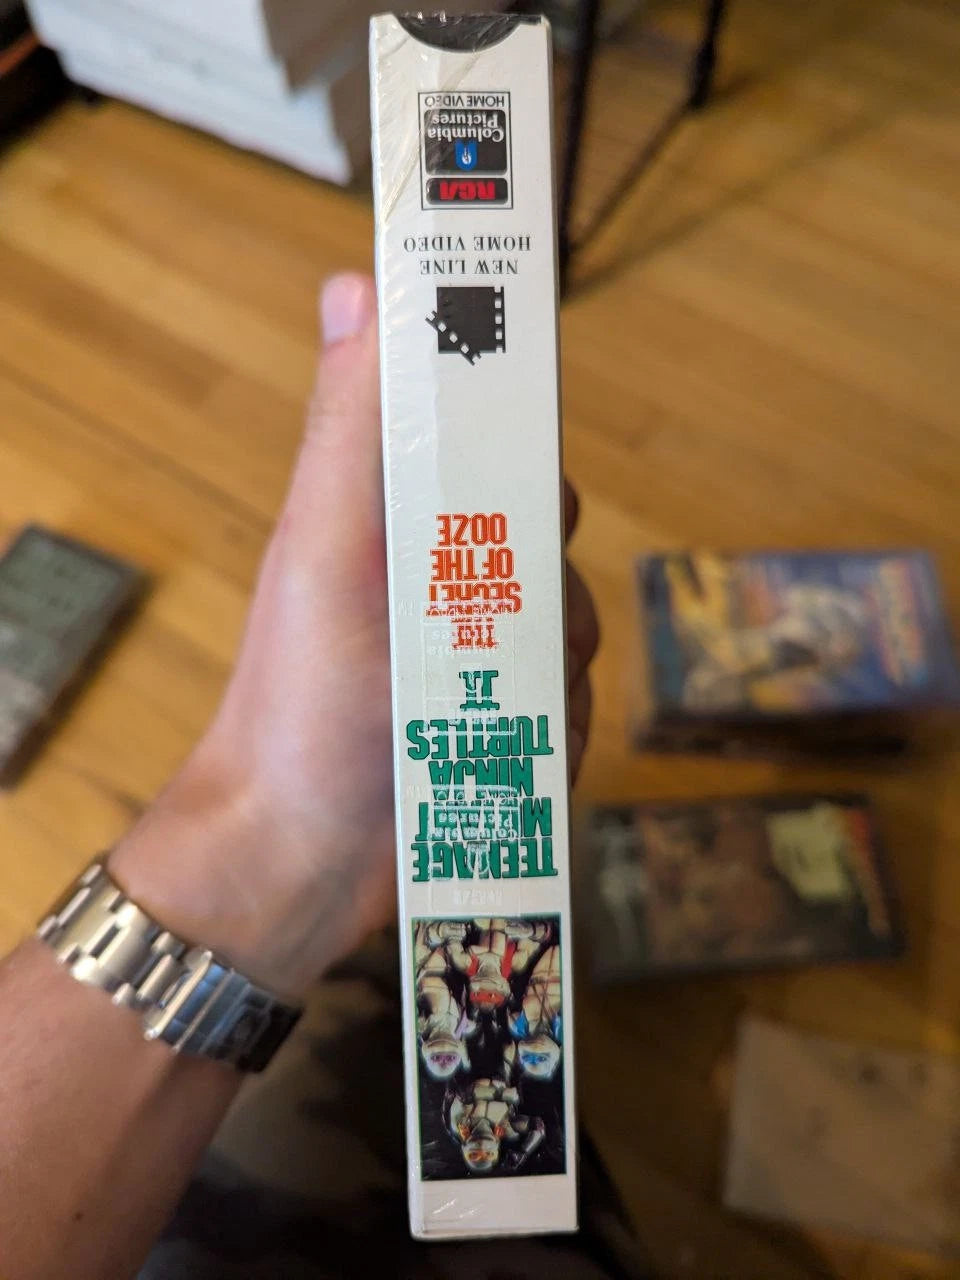 TEENAGE
MUTANT
NINJA
TURTLES
II
THE
SECRET
OF THE
OOZE
NEW LINE
HOME VIDEO
RCA
Columbia
Pictures
HOME VIDEO